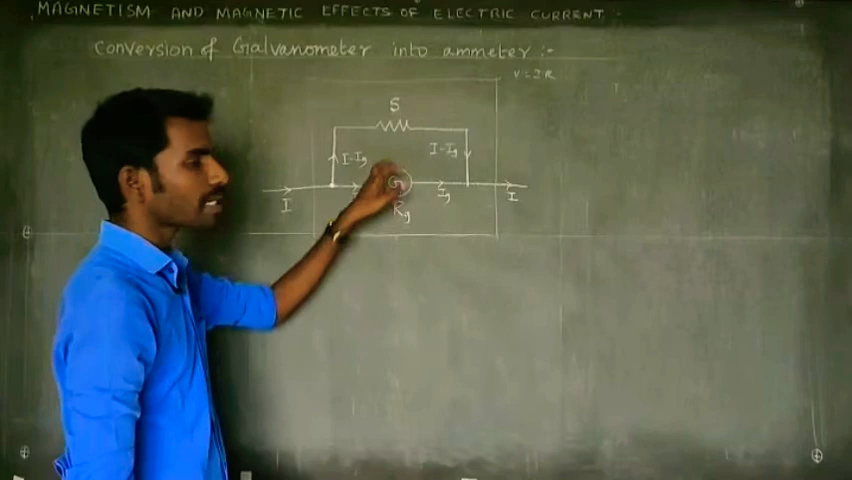 MAGNETISM AND MAGNETIC EFFECTS OF ELECTRIC CURRENT :
Conversion of Galvanometer into ammeter :-
V=IR
S
I-Ig
I-Ig
G
I
Rg
Ig
I